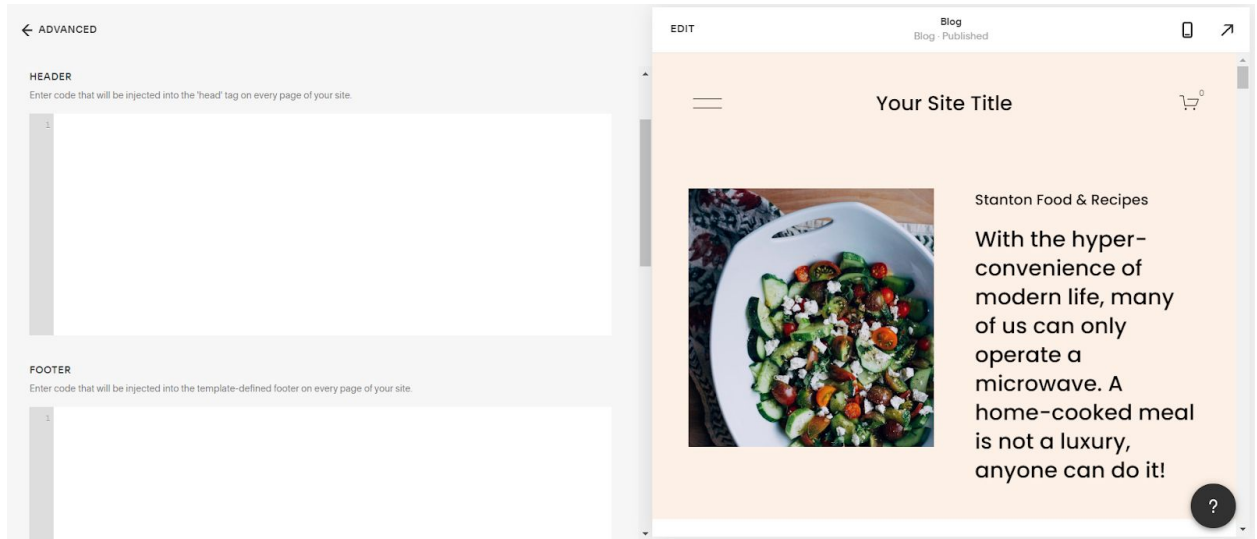 ADVANCED
HEADER
Enter code that will be injected into the 'head' tag on every page of your site.
1
FOOTER
Enter code that will be injected into the template-defined footer on every page of your site.
1
EDIT
Blog
Blog · Published
Your Site Title
0
Stanton Food & Recipes
With the hyper-
convenience of
modern life, many
of us can only
operate a
microwave. A
home-cooked meal
is not a luxury,
anyone can do it!
?